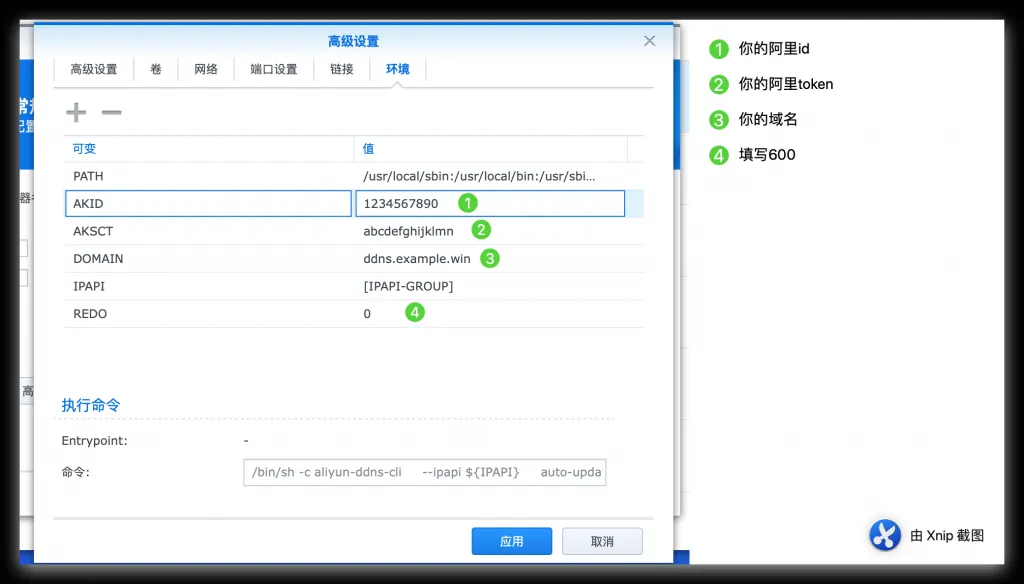 高级设置
高级设置 卷 网络 端口设置 链接 环境
可变 值
PATH /usr/local/sbin:/usr/local/bin:/usr/sbi...
AKID 1234567890 1
AKSCT abcdefghijklmn 2
DOMAIN ddns.example.win 3
IPAPI [IPAPI-GROUP]
REDO 0 4
执行命令
Entrypoint: -
命令: /bin/sh -c aliyun-ddns-cli --ipapi ${IPAPI} auto-upda
应用 取消
1 你的阿里id
2 你的阿里token
3 你的域名
4 填写600
由 Xnip 截图